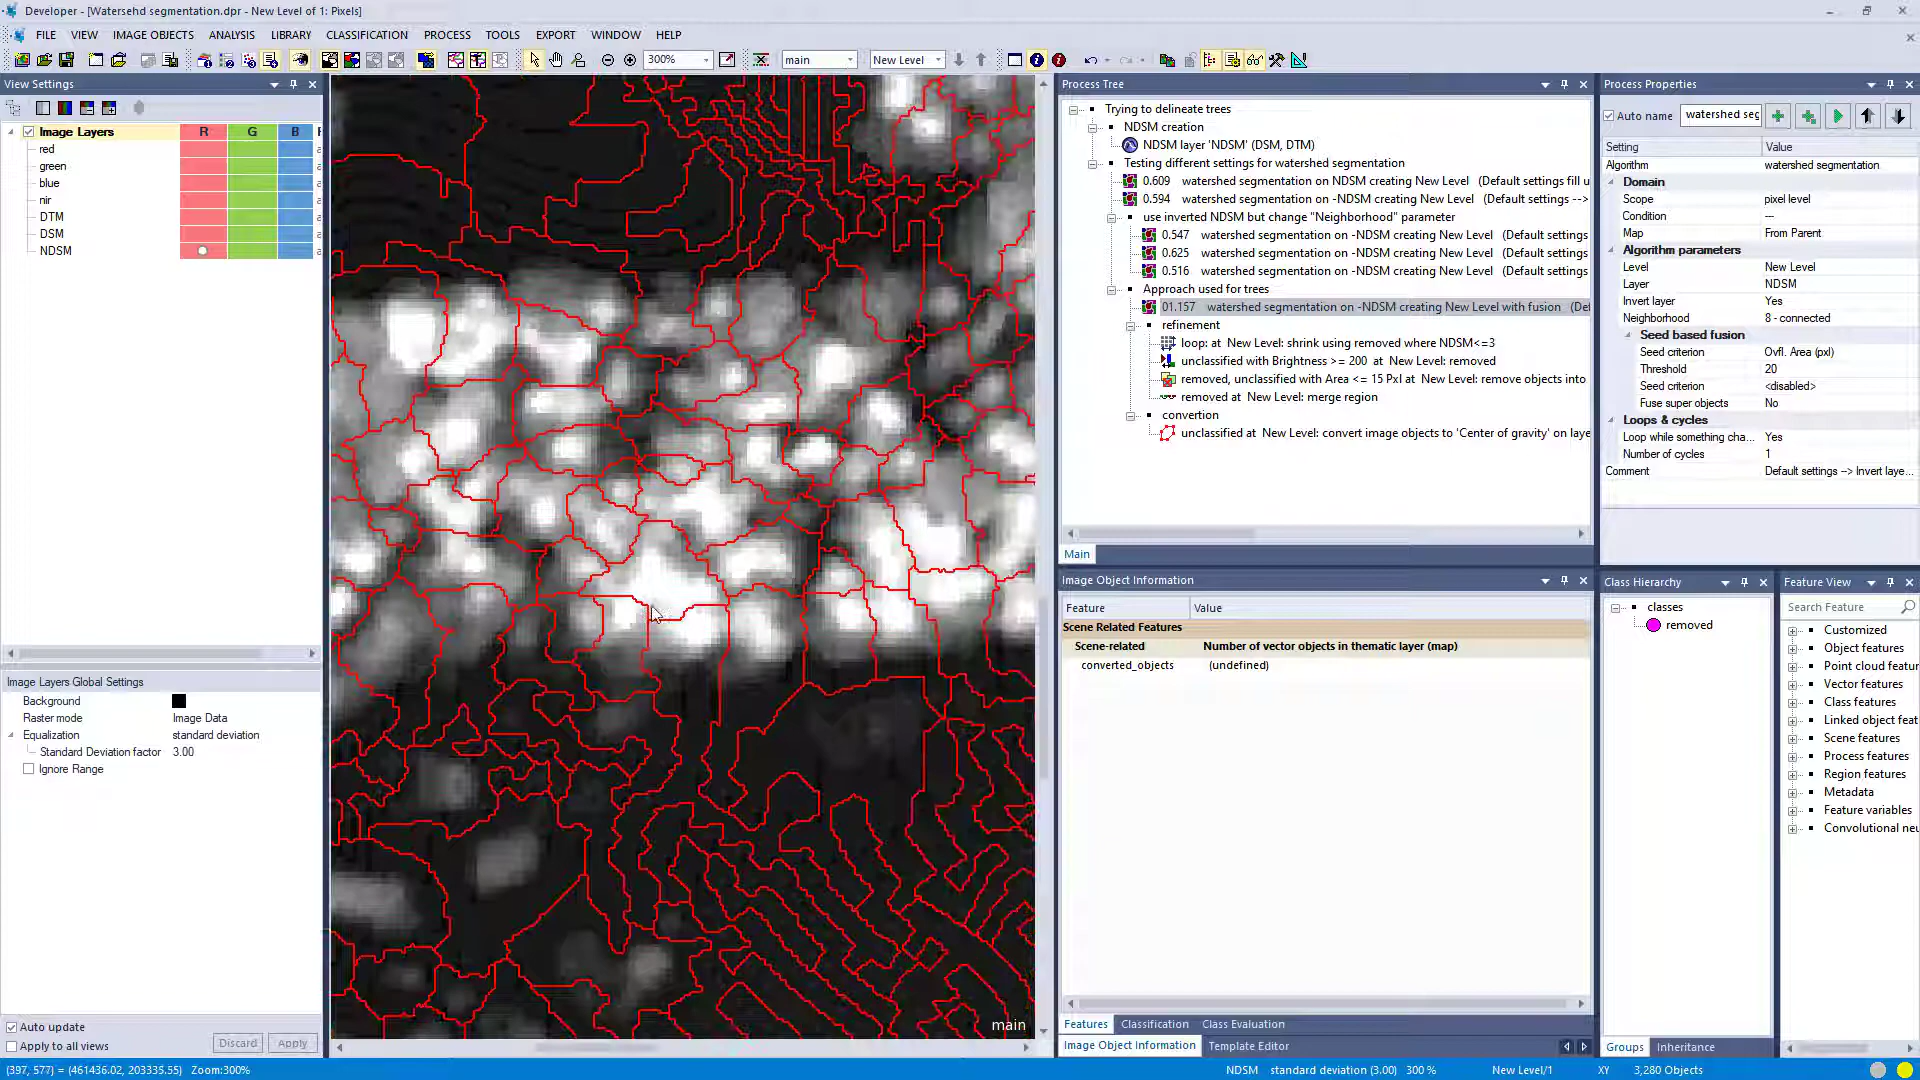 Developer - [Watersehd segmentation.dpr - New Level of 1: Pixels]
FILE VIEW IMAGE OBJECTS ANALYSIS LIBRARY CLASSIFICATION PROCESS TOOLS EXPORT WINDOW HELP
300% main New Level
View Settings
Image Layers R G B
red
green
blue
nir
DTM
DSM
NDSM
Image Layers Global Settings
Background
Raster mode Image Data
Equalization standard deviation
Standard Deviation factor 3.00
Ignore Range
Auto update
Apply to all views
Discard Apply
main
Process Tree
Trying to delineate trees
NDSM creation
NDSM layer 'NDSM' (DSM, DTM)
Testing different settings for watershed segmentation
0.609 watershed segmentation on NDSM creating New Level (Default settings fill u
0.594 watershed segmentation on -NDSM creating New Level (Default settings -->
use inverted NDSM but change "Neighborhood" parameter
0.547 watershed segmentation on -NDSM creating New Level (Default settings
0.625 watershed segmentation on -NDSM creating New Level (Default settings
0.516 watershed segmentation on -NDSM creating New Level (Default settings
Approach used for trees
01.157 watershed segmentation on -NDSM creating New Level with fusion (De
refinement
loop: at New Level: shrink using removed where NDSM<=3
unclassified with Brightness >= 200 at New Level: removed
removed, unclassified with Area <= 15 Pxl at New Level: remove objects into
removed at New Level: merge region
convertion
unclassified at New Level: convert image objects to 'Center of gravity' on laye
Main
Image Object Information
Feature Value
Scene Related Features
Scene-related Number of vector objects in thematic layer (map)
converted_objects (undefined)
Features Classification Class Evaluation
Image Object Information Template Editor
Process Properties
Auto name watershed seg
Setting Value
Algorithm watershed segmentation
Domain
Scope pixel level
Condition ---
Map From Parent
Algorithm parameters
Level New Level
Layer NDSM
Invert layer Yes
Neighborhood 8 - connected
Seed based fusion
Seed criterion Ovfl. Area (pxl)
Threshold 20
Seed criterion <disabled>
Fuse super objects No
Loops & cycles
Loop while something cha... Yes
Number of cycles 1
Comment Default settings --> Invert laye...
Class Hierarchy
classes
removed
Groups Inheritance
Feature View
Search Feature
Customized
Object features
Point cloud featur
Vector features
Class features
Linked object feat
Scene features
Process features
Region features
Metadata
Feature variables
Convolutional neu
(397, 577) = (461436.02, 203335.55) Zoom:300%
NDSM standard deviation (3.00) 300 % New Level/1 XY 3,280 Objects